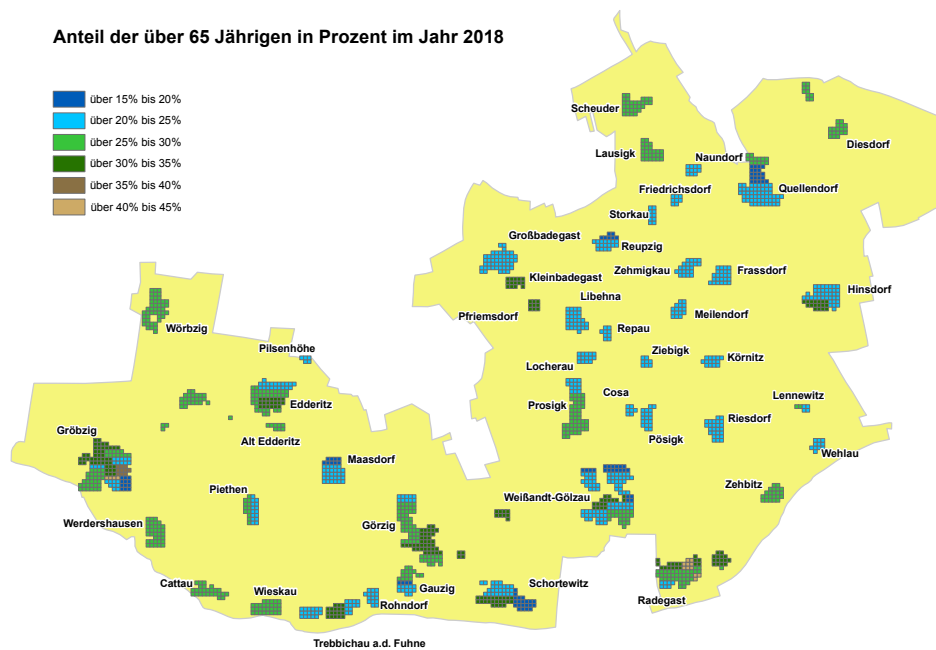 Anteil der über 65 Jährigen in Prozent im Jahr 2018
über 15% bis 20%
über 20% bis 25%
über 25% bis 30%
über 30% bis 35%
über 35% bis 40%
über 40% bis 45%
Scheuder
Diesdorf
Lausigk
Naundorf
Friedrichsdorf
Quellendorf
Storkau
Großbadegast
Reupzig
Zehmigkau
Frassdorf
Kleinbadegast
Hinsdorf
Libehna
Pfriemsdorf
Meilendorf
Wörbzig
Repau
Pilsenhöhe
Ziebigk
Locherau
Körnitz
Edderitz
Prosigk
Cosa
Lennewitz
Gröbzig
Alt Edderitz
Pösigk
Riesdorf
Maasdorf
Wehlau
Piethen
Weißandt-Gölzau
Zehbitz
Werdershausen
Görzig
Cattau
Wieskau
Gauzig
Schortewitz
Rohndorf
Radegast
Trebbichau a.d. Fuhne